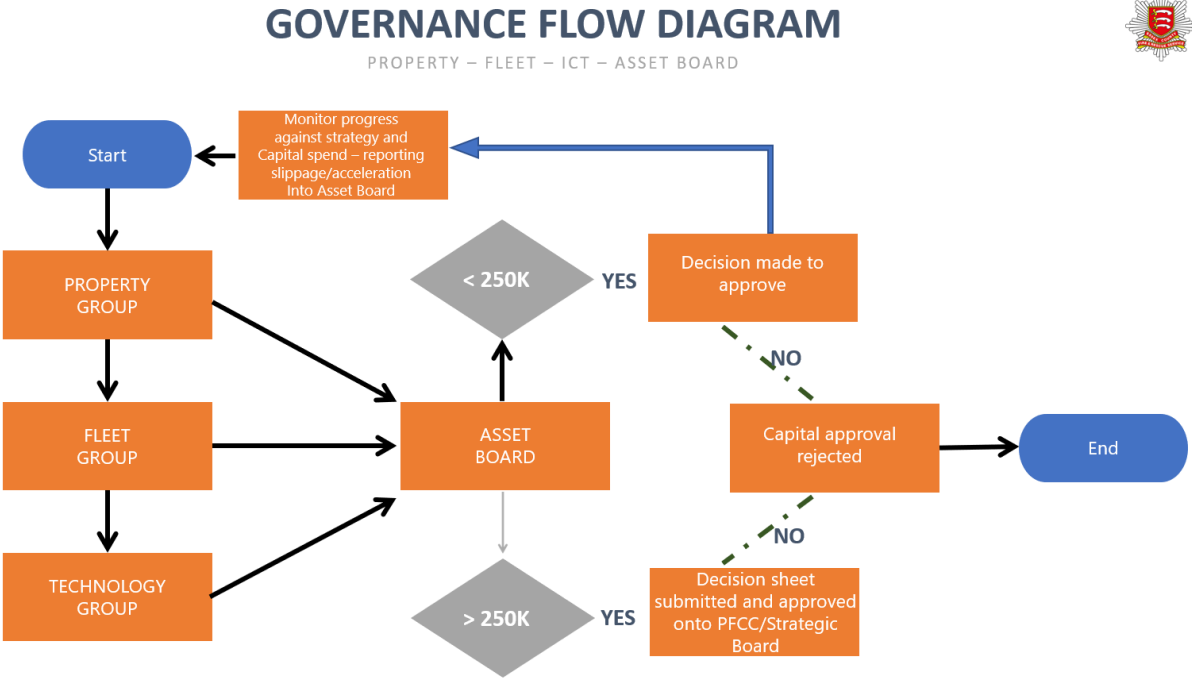 GOVERNANCE FLOW DIAGRAM
PROPERTY – FLEET – ICT – ASSET BOARD
Start
Monitor progress
against strategy and
Capital spend – reporting
slippage/acceleration
Into Asset Board
PROPERTY
GROUP
< 250K
YES
Decision made to
approve
NO
FLEET
GROUP
ASSET
BOARD
Capital approval
rejected
End
NO
TECHNOLOGY
GROUP
> 250K
YES
Decision sheet
submitted and approved
onto PFCC/Strategic
Board